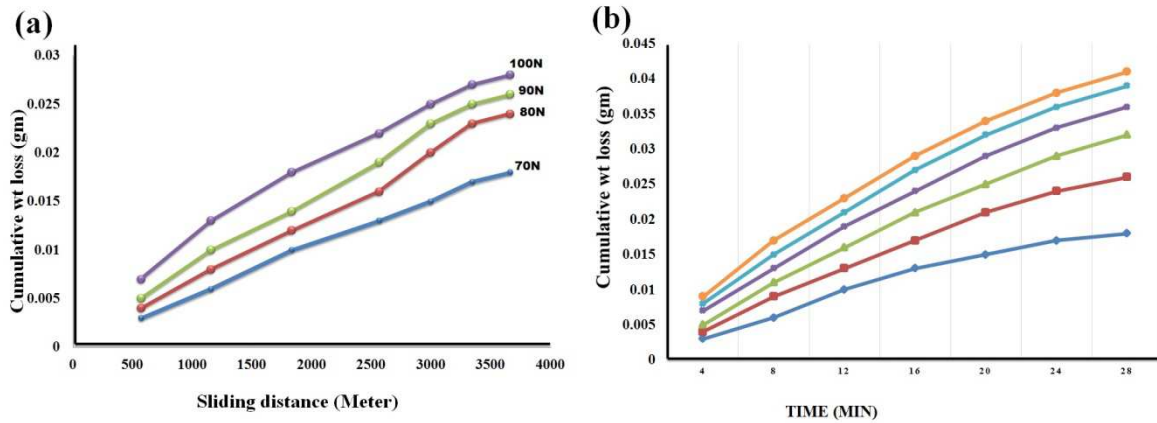 (a)
Cumulative wt loss (gm)
0.03
0.025
0.02
0.015
0.01
0.005
0
100N
90N
80N
70N
0 500 1000 1500 2000 2500 3000 3500 4000
Sliding distance (Meter)
(b)
Cumulative wt loss (gm)
0.045
0.04
0.035
0.03
0.025
0.02
0.015
0.01
0.005
0
4 8 12 16 20 24 28
TIME (MIN)